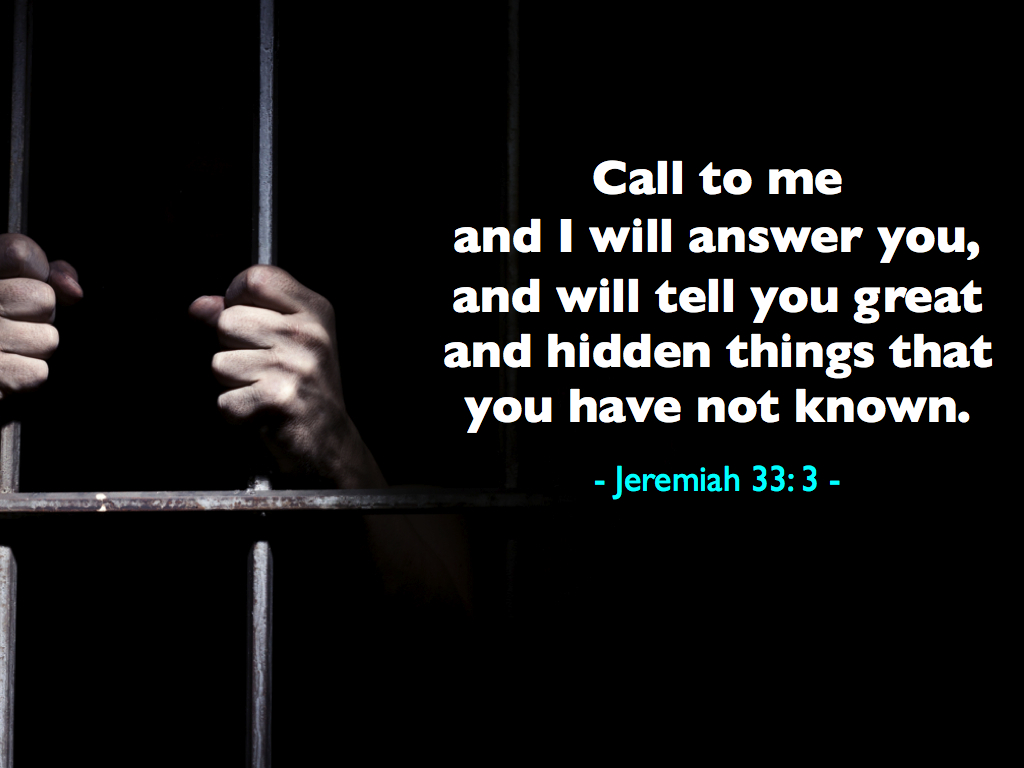 Call to me
and I will answer you,
and will tell you great
and hidden things that
you have not known.
- Jeremiah 33: 3 -